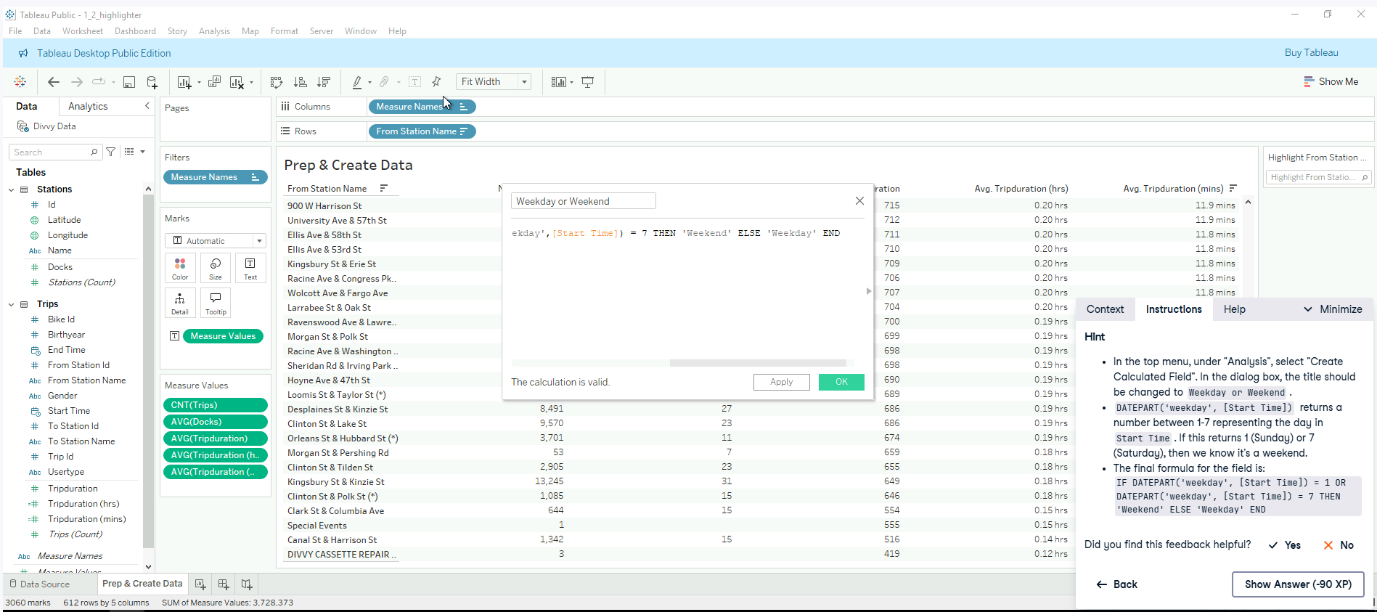 Tableau Public - 1_2_highlighter
File Data Worksheet Dashboard Story Analysis Map Format Server Window Help
Tableau Desktop Public Edition Buy Tableau
Fit Width Show Me
Data Analytics
Divvy Data
Search
Tables
Stations
Id
Latitude
Longitude
Abc Name
Docks
Stations (Count)
Trips
Bike Id
Birthyear
End Time
From Station Id
Abc From Station Name
Abc Gender
Start Time
To Station Id
Abc To Station Name
Trip Id
Abc Usertype
Tripduration
Tripduration (hrs)
Tripduration (mins)
Trips (Count)
Abc Measure Names
Measure Values
Pages
Filters
Measure Names
Marks
Automatic
Color Size Text
Detail Tooltip
Measure Values
Measure Values
CNT(Trips)
AVG(Docks)
AVG(Tripduration)
AVG(Tripduration (h..
AVG(Tripduration (..
Columns Measure Names
Rows From Station Name
Prep & Create Data
From Station Name ration Avg. Tripduration (hrs) Avg. Tripduration (mins)
900 W Harrison St 715 0.20 hrs 11.9 mins
University Ave & 57th St 712 0.20 hrs 11.9 mins
Ellis Ave & 58th St 711 0.20 hrs 11.8 mins
Ellis Ave & 53rd St 710 0.20 hrs 11.8 mins
Kingsbury St & Erie St 709 0.20 hrs 11.8 mins
Racine Ave & Congress Pk.. 706 0.20 hrs 11.8 mins
Wolcott Ave & Fargo Ave 707 0.20 hrs 11.8 mins
Larrabee St & Oak St 704 0.20 hrs
Ravenswood Ave & Lawre.. 700 0.19 hrs
Morgan St & Polk St 699 0.19 hrs
Racine Ave & Washington .. 698 0.19 hrs
Sheridan Rd & Irving Park .. 698 0.19 hrs
Hoyne Ave & 47th St 690 0.19 hrs
Loomis St & Taylor St (*) 689 0.19 hrs
Desplaines St & Kinzie St 8,491 27 686 0.19 hrs
Clinton St & Lake St 9,570 23 686 0.19 hrs
Orleans St & Hubbard St (*) 3,701 11 674 0.19 hrs
Morgan St & Pershing Rd 53 7 659 0.18 hrs
Clinton St & Tilden St 2,905 23 655 0.18 hrs
Kingsbury St & Kinzie St 13,245 31 649 0.18 hrs
Clinton St & Polk St (*) 1,085 15 646 0.18 hrs
Clark St & Columbia Ave 644 15 554 0.15 hrs
Special Events 1 555 0.15 hrs
Canal St & Harrison St 1,342 15 516 0.14 hrs
DIVVY CASSETTE REPAIR .. 3 419 0.12 hrs
Weekday or Weekend
ekday',[Start Time]) = 7 THEN 'Weekend' ELSE 'Weekday' END
The calculation is valid. Apply OK
Highlight From Station ...
Highlight From Statio...
Context Instructions Help Minimize
Hint
• In the top menu, under "Analysis", select "Create
Calculated Field". In the dialog box, the title should
be changed to Weekday or Weekend .
• DATEPART('weekday', [Start Time]) returns a
number between 1-7 representing the day in
Start Time . If this returns 1 (Sunday) or 7
(Saturday), then we know it's a weekend.
• The final formula for the field is:
IF DATEPART('weekday', [Start Time]) = 1 OR
DATEPART('weekday', [Start Time]) = 7 THEN
'Weekend' ELSE 'Weekday' END
Did you find this feedback helpful? Yes No
Back Show Answer (-90 XP)
Data Source Prep & Create Data
3060 marks 612 rows by 5 columns SUM of Measure Values: 3,728,373